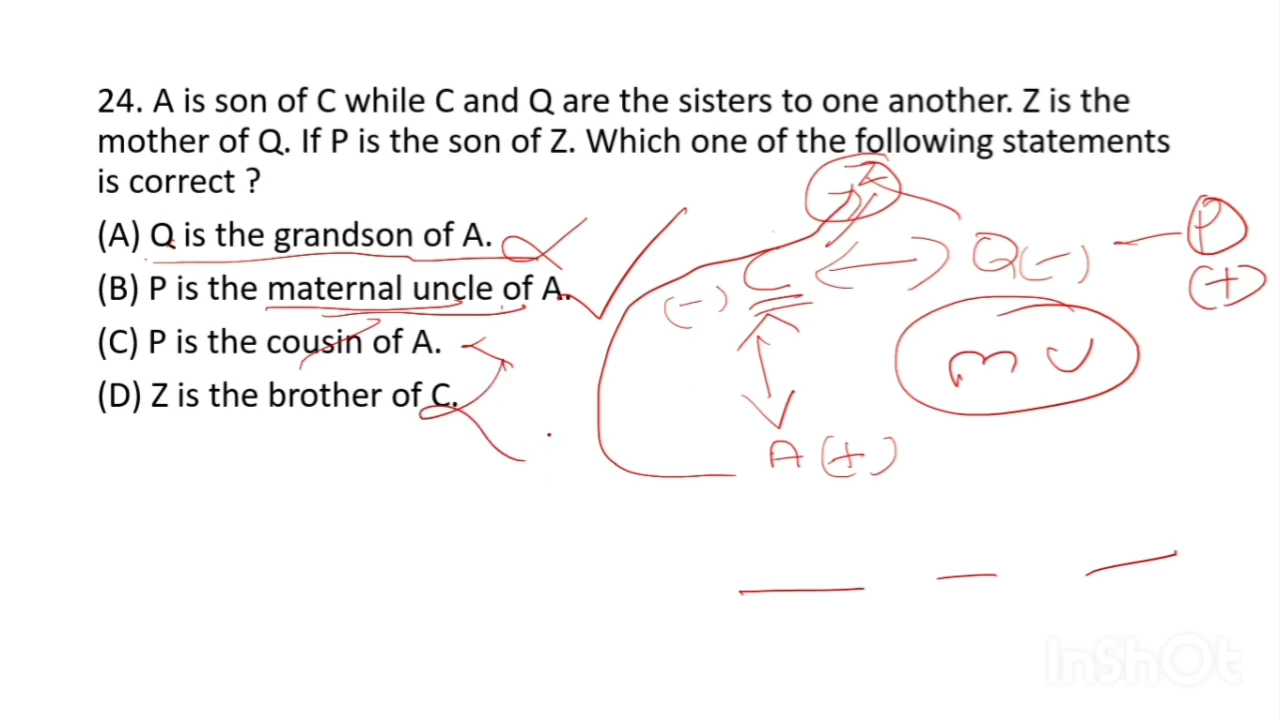 24. A is son of C while C and Q are the sisters to one another. Z is the
mother of Q. If P is the son of Z. Which one of the following statements
is correct ?
(A) Q is the grandson of A.
(B) P is the maternal uncle of A.
(C) P is the cousin of A.
(D) Z is the brother of C.
Z
P
C
Q (-)
(-)
(+)
m U
A (+)
InShOt